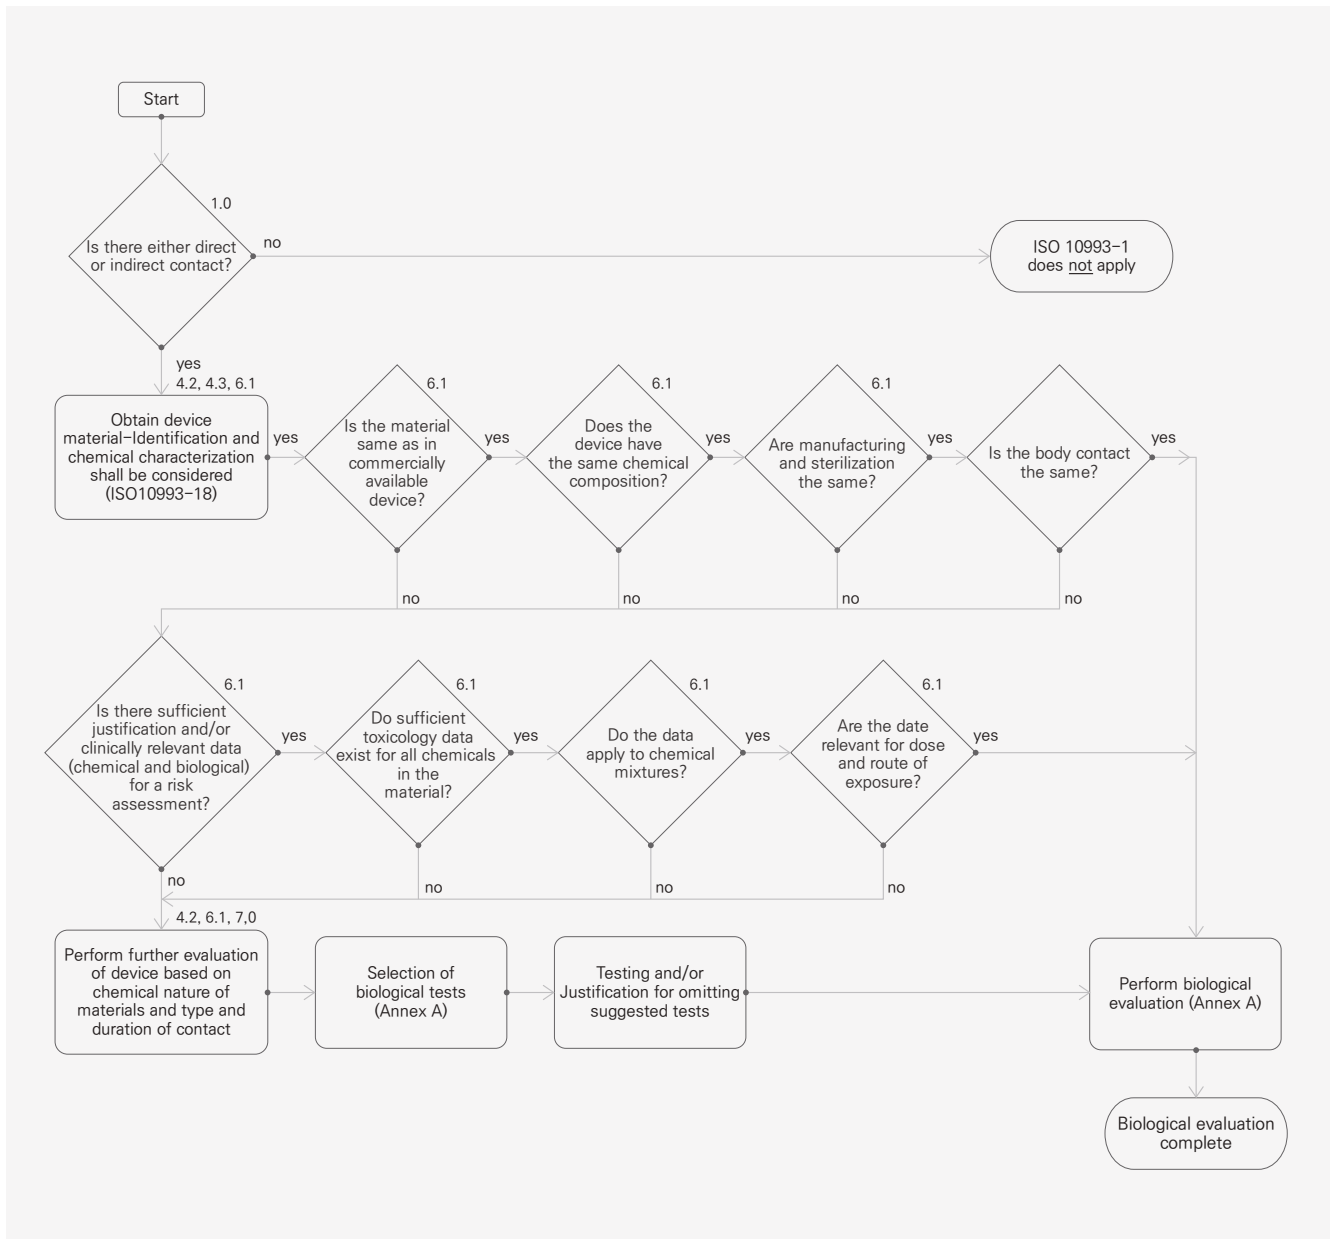 Start
1.0
Is there either direct
or indirect contact?
no
ISO 10993-1
does not apply
yes
4.2, 4.3, 6.1
Obtain device
material-Identification and
chemical characterization
shall be considered
(ISO10993-18)
yes
6.1
Is the material
same as in
commercially
available
device?
yes
6.1
Does the
device have
the same chemical
composition?
yes
6.1
Are manufacturing
and sterilization
the same?
yes
Is the body contact
the same?
yes
no
no
no
no
6.1
Is there sufficient
justification and/or
clinically relevant data
(chemical and biological)
for a risk
assessment?
yes
6.1
Do sufficient
toxicology data
exist for all chemicals
in the
material?
yes
6.1
Do the data
apply to chemical
mixtures?
yes
6.1
Are the date
relevant for dose
and route of
exposure?
yes
no
no
no
no
4.2, 6.1, 7,0
Perform further evaluation
of device based on
chemical nature of
materials and type and
duration of contact
Selection of
biological tests
(Annex A)
Testing and/or
Justification for omitting
suggested tests
Perform biological
evaluation (Annex A)
Biological evaluation
complete